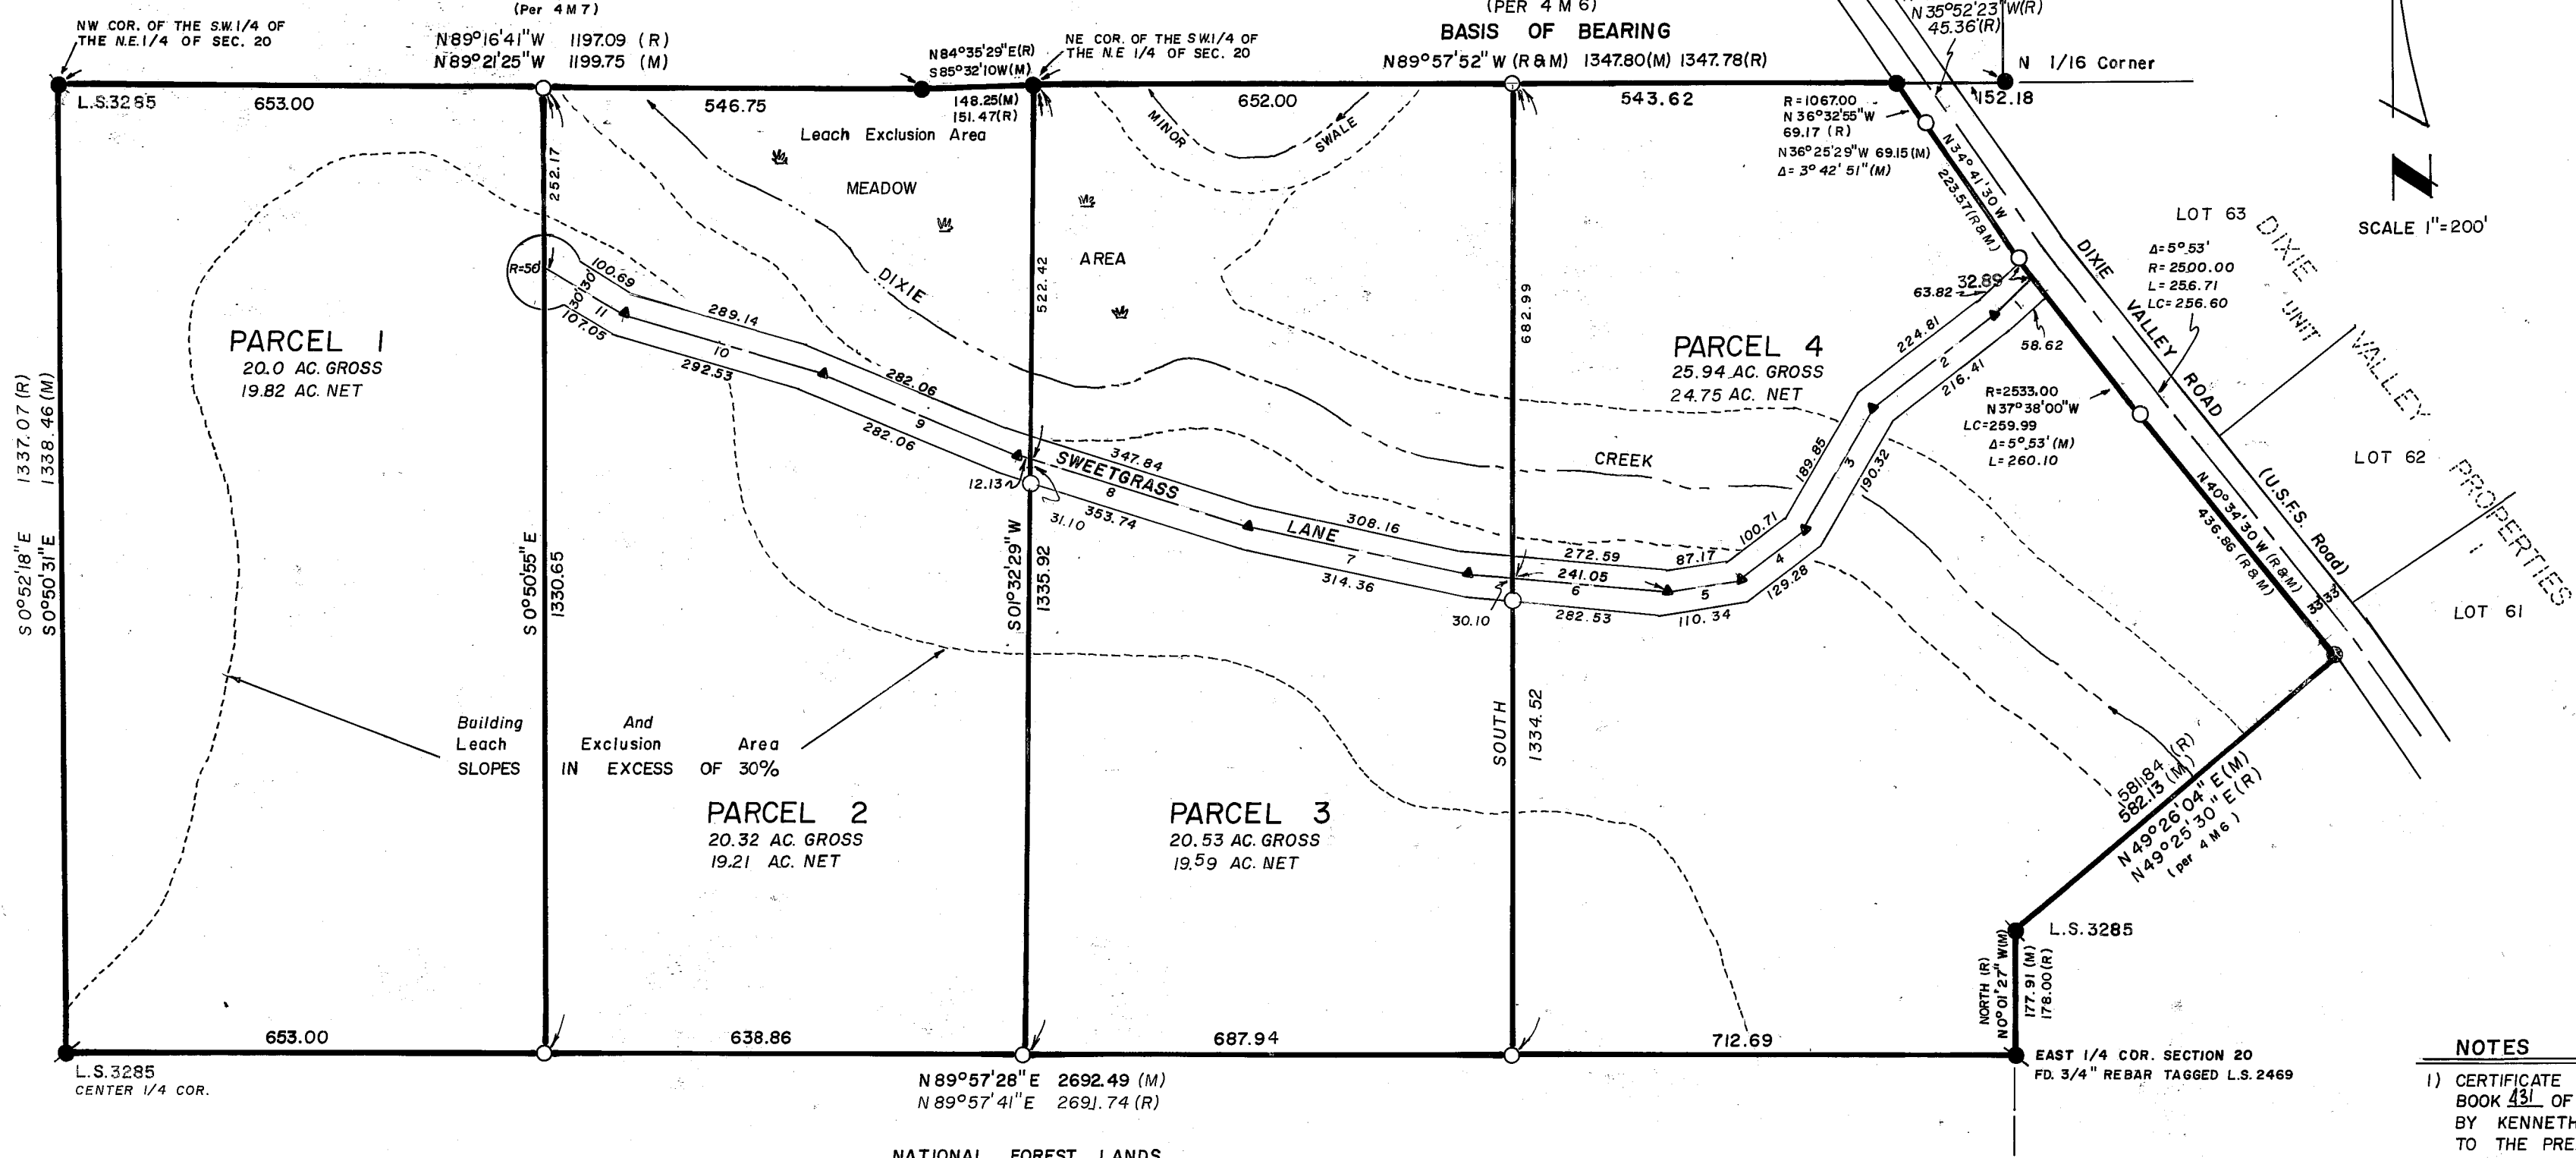 (Per 4 M 7)
NW COR. OF THE S.W. 1/4 OF
THE N.E. 1/4 OF SEC. 20
N89°16'41"W 1197.09 (R)
N89°21'25"W 1199.75 (M)
N84°35'29"E(R)
S85°32'10W(M)
NE COR. OF THE SW.1/4 OF
THE N.E 1/4 OF SEC. 20
(PER 4 M 6)
BASIS OF BEARING
N89°57'52"W (R&M) 1347.80(M) 1347.78(R)
N35°52'23"W(R)
45.36(R)
N 1/16 Corner
L.S.3285
653.00
546.75
148.25(M)
151.47(R)
652.00
543.62
152.18
Leach Exclusion Area
MEADOW
AREA
MINOR
SWALE
R=1067.00
N36°32'55"W
69.17 (R)
N36°25'29"W 69.15(M)
Δ= 3°42'51"(M)
N34°41'30W
223.57(R&M)
SCALE 1"=200'
N
LOT 63
Δ=5°53'
R=2500.00
L=256.71
LC=256.60
DIXIE
UNIT
VALLEY
1
PROPERTIES
LOT 62
LOT 61
DIXIE
VALLEY
ROAD
(U.S.F.S. Road)
252.17
R=50
100.69
30'30'
11
107.05
289.14
10
292.53
DIXIE
282.06
9
282.06
522.42
12.13
31.10
SWEETGRASS
347.84
8
353.74
LANE
308.16
7
314.36
682.99
30.10
272.59
241.05
6
282.53
87.17
5
110.34
100.71
4
129.28
189.85
3
190.32
224.81
2
216.41
63.82
32.89
1
58.62
CREEK
PARCEL 1
20.0 AC. GROSS
19.82 AC. NET
PARCEL 4
25.94 AC. GROSS
24.75 AC. NET
R=2533.00
N37°38'00"W
LC=259.99
Δ=5°53'(M)
L=260.10
N40°34'30W(R&M)
436.86 (R&M)
33.33
S0°52'18"E 1337.07 (R)
S0°50'31"E 1338.46 (M)
S0°50'55"E
1330.65
S01°32'29"W
1335.92
SOUTH
1334.52
Building And
Leach Exclusion Area
SLOPES IN EXCESS OF 30%
PARCEL 2
20.32 AC. GROSS
19.21 AC. NET
PARCEL 3
20.53 AC. GROSS
19.59 AC. NET
581.84 (R)
582.13 (M)
N49°26'04"E(M)
N49°25'30"E(R)
(per 4M6)
L.S.3285
NORTH (R)
N0°01'27"W(M)
177.91 (M)
178.00(R)
653.00
638.86
687.94
712.69
L.S.3285
CENTER 1/4 COR.
N89°57'28"E 2692.49 (M)
N89°57'41"E 2691.74 (R)
EAST 1/4 COR. SECTION 20
FD. 3/4" REBAR TAGGED L.S. 2469
NATIONAL FOREST LANDS
NOTES
1) CERTIFICATE
BOOK 431 OF
BY KENNETH
TO THE PRE